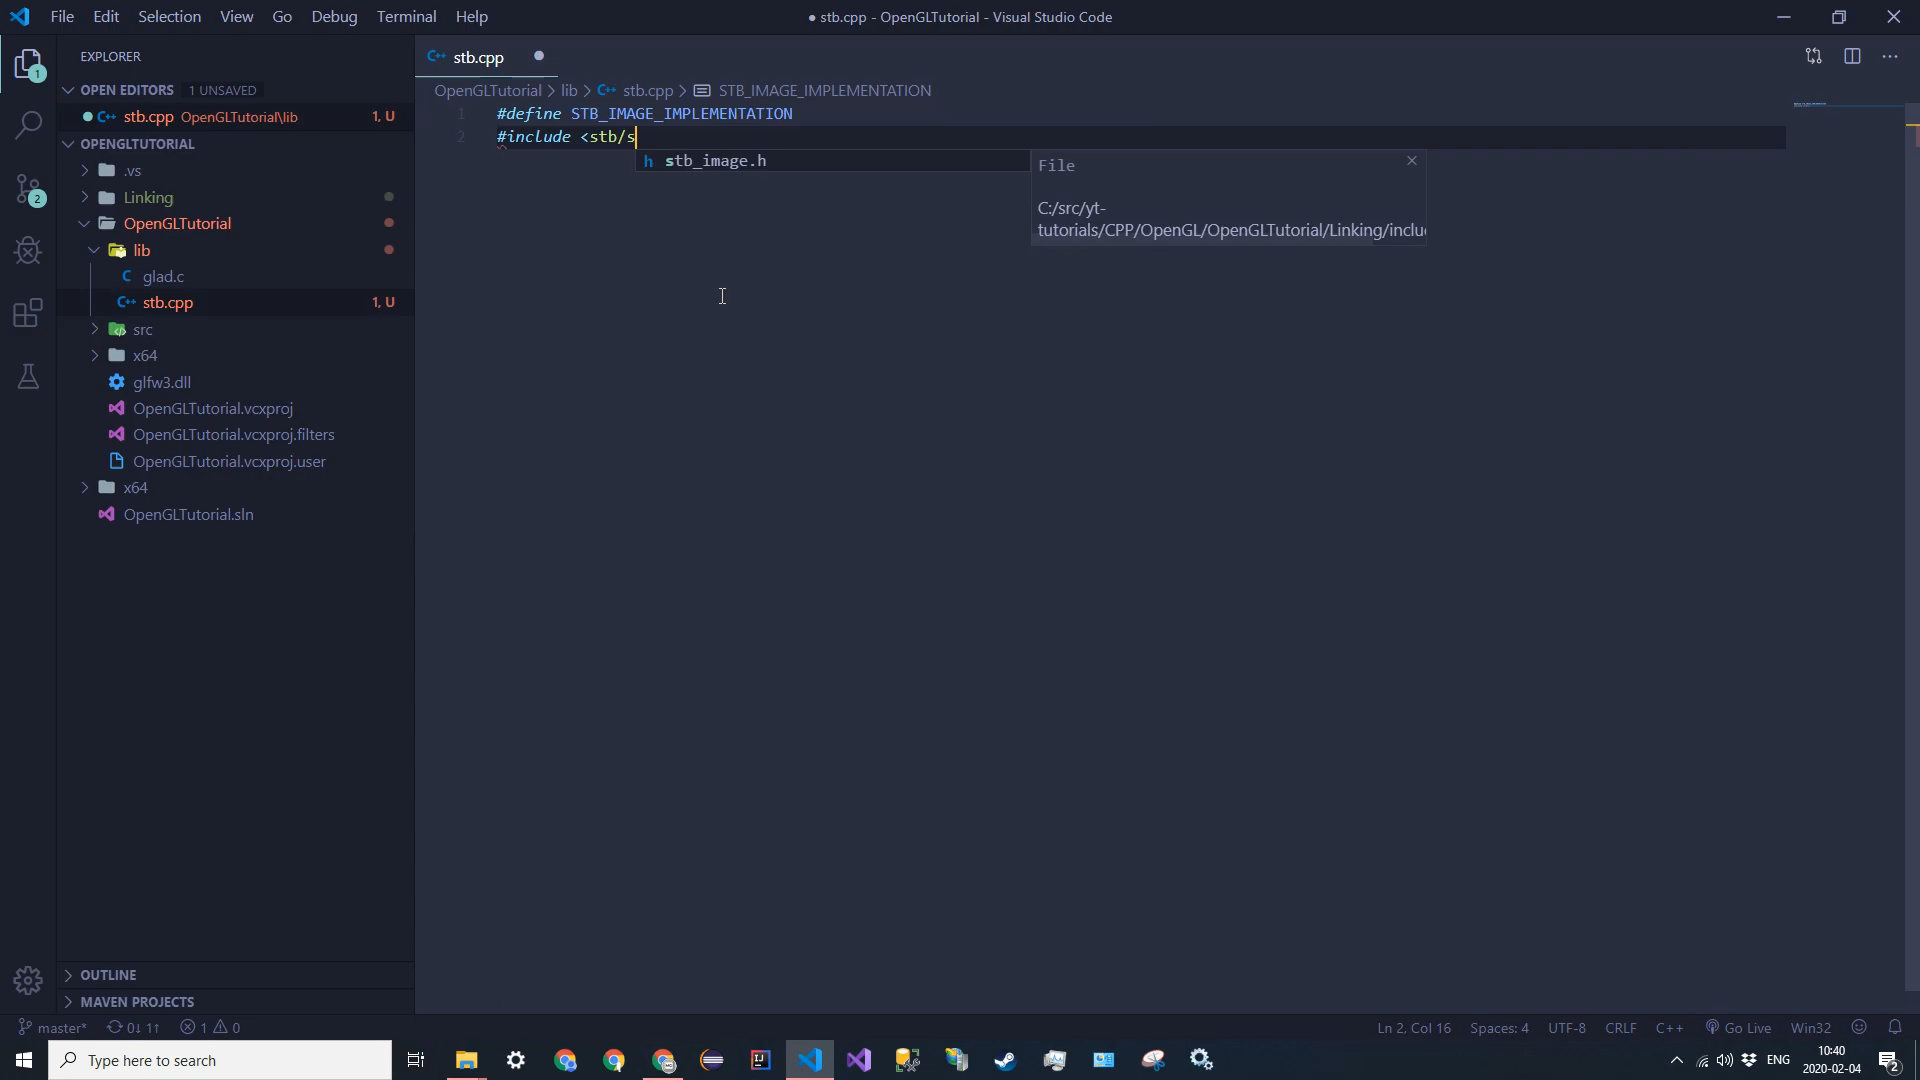 File Edit Selection View Go Debug Terminal Help
● stb.cpp - OpenGLTutorial - Visual Studio Code
EXPLORER
OPEN EDITORS 1 UNSAVED
stb.cpp OpenGLTutorial\lib 1, U
OPENGLTUTORIAL
.vs
Linking
OpenGLTutorial
lib
glad.c
stb.cpp 1, U
src
x64
glfw3.dll
OpenGLTutorial.vcxproj
OpenGLTutorial.vcxproj.filters
OpenGLTutorial.vcxproj.user
x64
OpenGLTutorial.sln
OUTLINE
MAVEN PROJECTS
1
2
stb.cpp
OpenGLTutorial > lib > stb.cpp > STB_IMAGE_IMPLEMENTATION
1 #define STB_IMAGE_IMPLEMENTATION
2 #include <stb/s
h stb_image.h
File
C:/src/yt-
tutorials/CPP/OpenGL/OpenGLTutorial/Linking/inclu
master* 0↓ 1↑ 1 0
Ln 2, Col 16 Spaces: 4 UTF-8 CRLF C++ Go Live Win32
Type here to search
ENG
10:40
2020-02-04
2